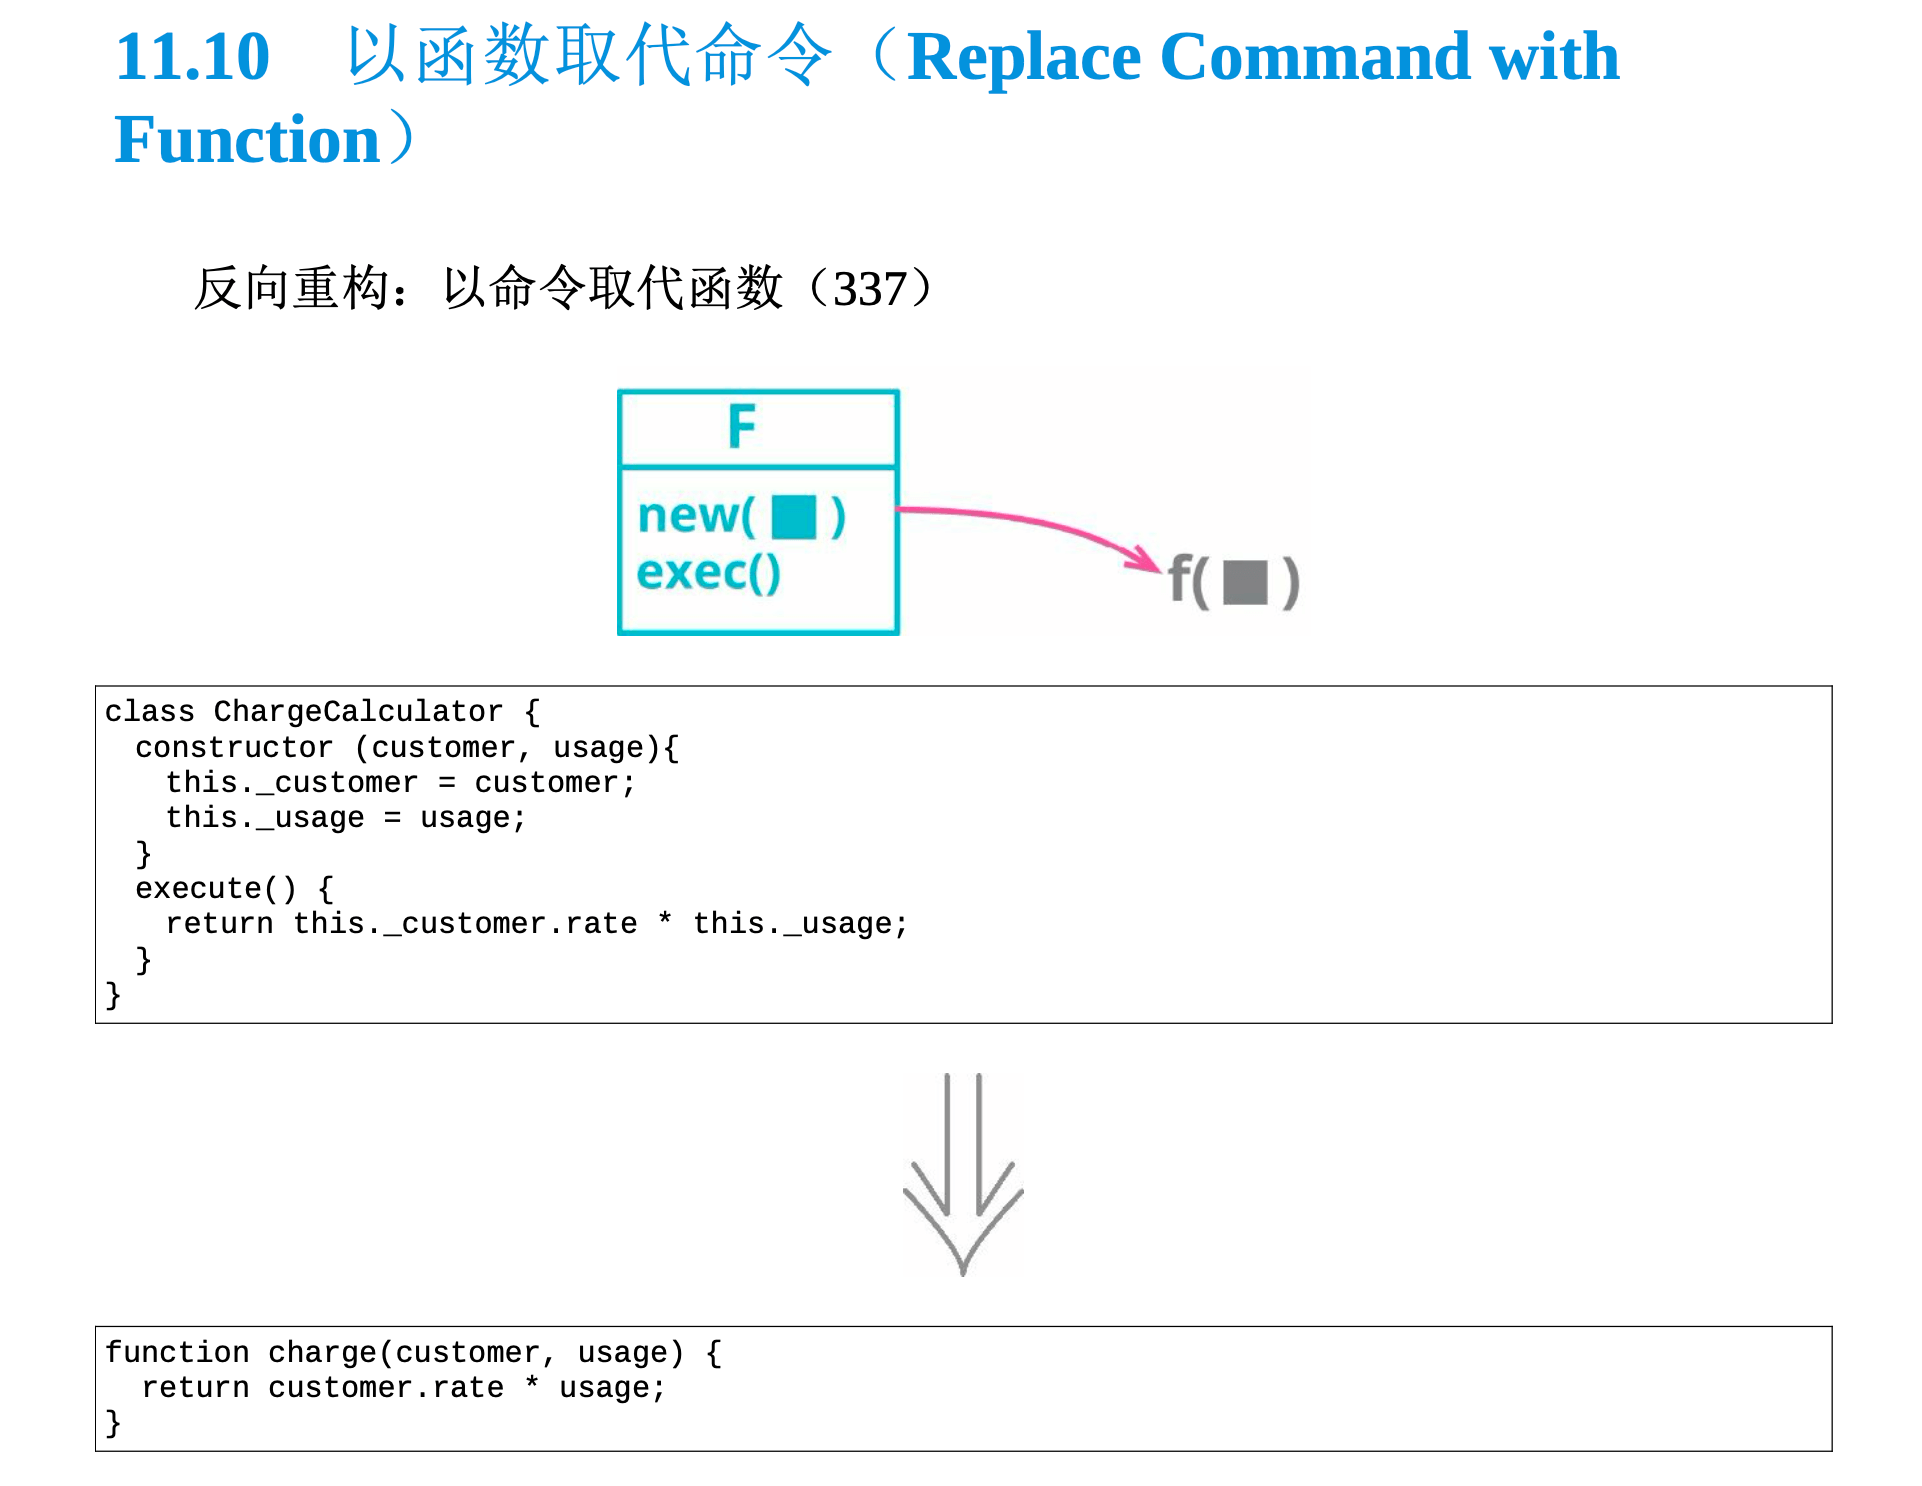 11.10 以函数取代命令（Replace Command with
Function）
反向重构：以命令取代函数（337）
F
new( )
exec()
f( )
class ChargeCalculator {
  constructor (customer, usage){
    this._customer = customer;
    this._usage = usage;
  }
  execute() {
    return this._customer.rate * this._usage;
  }
}
function charge(customer, usage) {
  return customer.rate * usage;
}